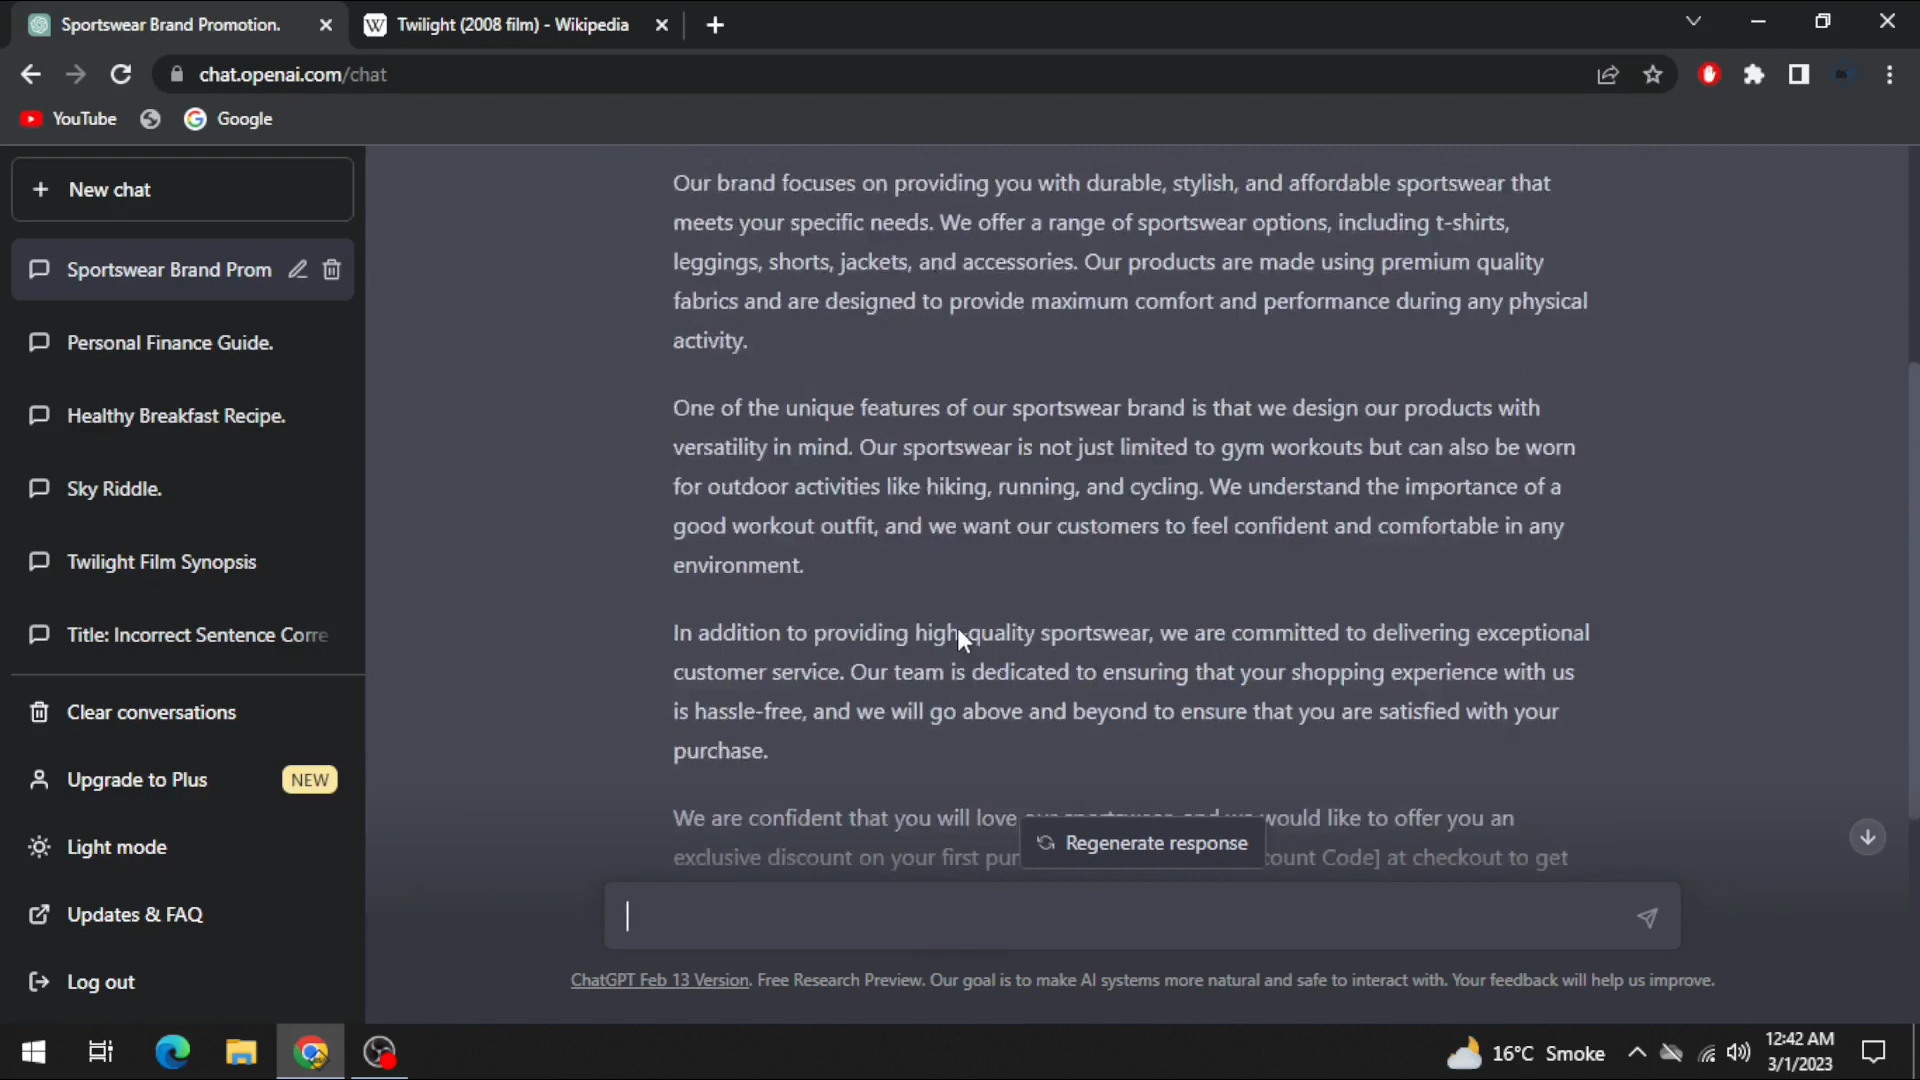 Sportswear Brand Promotion.
Twilight (2008 film) - Wikipedia
chat.openai.com/chat
YouTube
Google
New chat
Sportswear Brand Prom
Personal Finance Guide.
Healthy Breakfast Recipe.
Sky Riddle.
Twilight Film Synopsis
Title: Incorrect Sentence Corre
Clear conversations
Upgrade to Plus NEW
Light mode
Updates & FAQ
Log out
Our brand focuses on providing you with durable, stylish, and affordable sportswear that
meets your specific needs. We offer a range of sportswear options, including t-shirts,
leggings, shorts, jackets, and accessories. Our products are made using premium quality
fabrics and are designed to provide maximum comfort and performance during any physical
activity.
One of the unique features of our sportswear brand is that we design our products with
versatility in mind. Our sportswear is not just limited to gym workouts but can also be worn
for outdoor activities like hiking, running, and cycling. We understand the importance of a
good workout outfit, and we want our customers to feel confident and comfortable in any
environment.
In addition to providing high-quality sportswear, we are committed to delivering exceptional
customer service. Our team is dedicated to ensuring that your shopping experience with us
is hassle-free, and we will go above and beyond to ensure that you are satisfied with your
purchase.
We are confident that you will love our sportswear, and we would like to offer you an
exclusive discount on your first pur count Code] at checkout to get
Regenerate response
ChatGPT Feb 13 Version. Free Research Preview. Our goal is to make AI systems more natural and safe to interact with. Your feedback will help us improve.
16°C Smoke
12:42 AM
3/1/2023